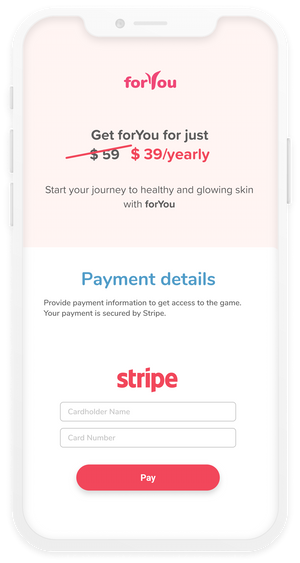 forYou
Get forYou for just
$ 59 $ 39/yearly
Start your journey to healthy and glowing skin
with forYou
Payment details
Provide payment information to get access to the game.
Your payment is secured by Stripe.
stripe
Cardholder Name
Card Number
Pay